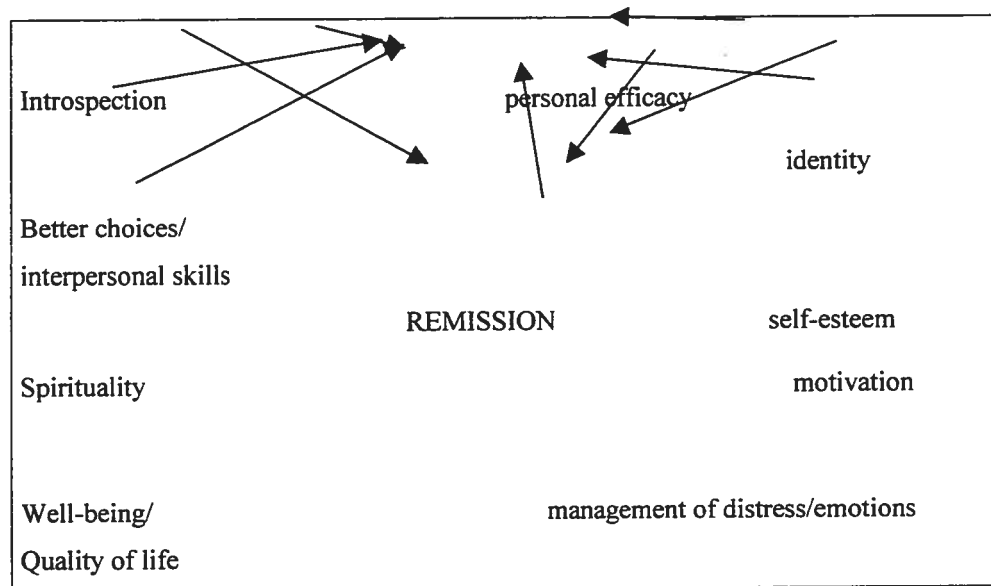 Introspection personal efficacy
identity
Better choices/
interpersonal skills
REMISSION self-esteem
Spirituality motivation
Well-being/ management of distress/emotions
Quality of life